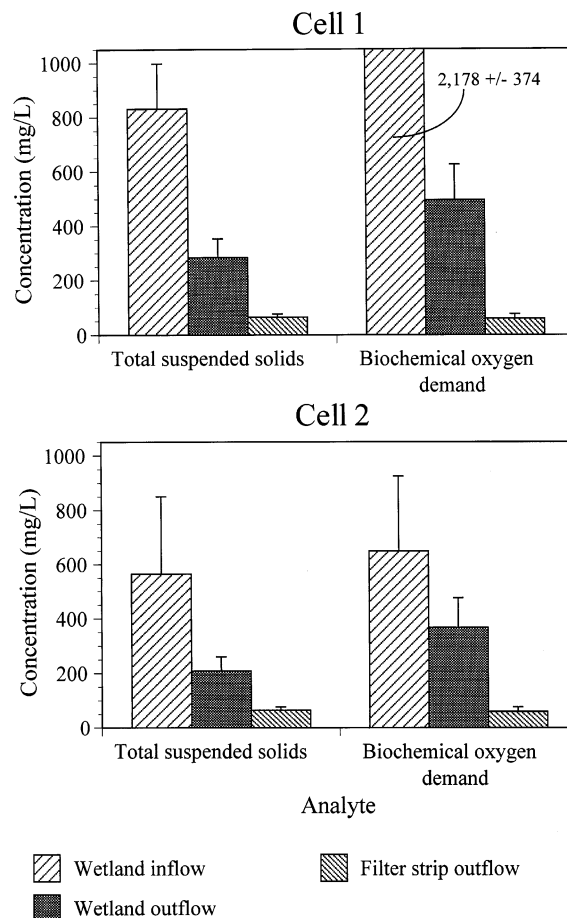 Cell 1
Concentration (mg/L)
1000
800
600
400
200
0
2,178 +/- 374
Total suspended solids
Biochemical oxygen
demand
Cell 2
Concentration (mg/L)
1000
800
600
400
200
0
Total suspended solids
Biochemical oxygen
demand
Analyte
Wetland inflow
Filter strip outflow
Wetland outflow